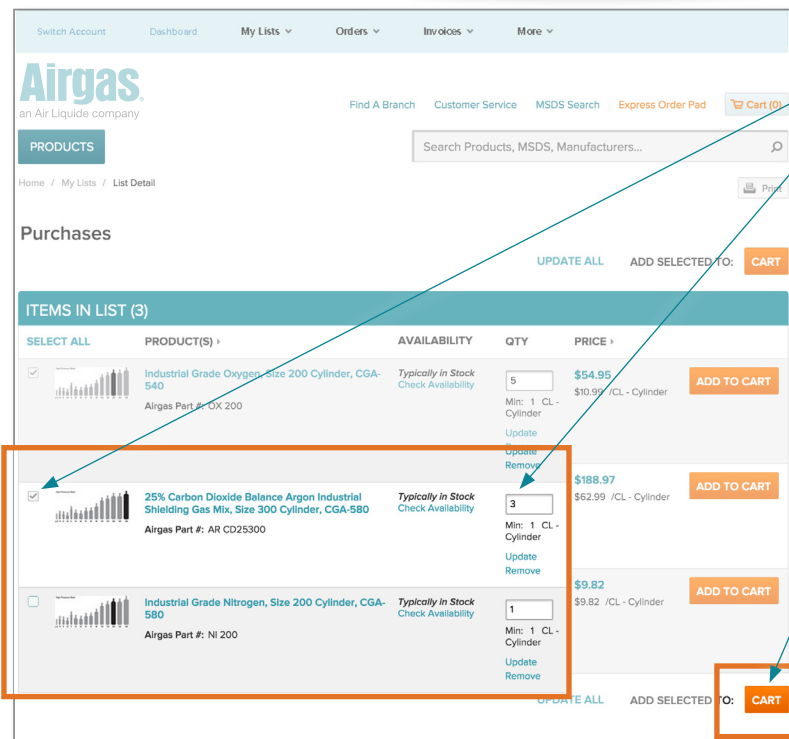 Switch Account Dashboard My Lists Orders Invoices More
Airgas®
an Air Liquide company
Find A Branch Customer Service MSDS Search Express Order Pad Cart (0)
PRODUCTS
Search Products, MSDS, Manufacturers...
Home / My Lists / List Detail
Print
Purchases
UPDATE ALL ADD SELECTED TO: CART
ITEMS IN LIST (3)
SELECT ALL PRODUCT(S) AVAILABILITY QTY PRICE
Industrial Grade Oxygen, Size 200 Cylinder, CGA-
540
Airgas Part #: OX 200
Typically in Stock
Check Availability
5
Min: 1 CL -
Cylinder
Update
Remove
$54.95
$10.99 /CL - Cylinder
ADD TO CART
25% Carbon Dioxide Balance Argon Industrial
Shielding Gas Mix, Size 300 Cylinder, CGA-580
Airgas Part #: AR CD25300
Typically in Stock
Check Availability
3
Min: 1 CL -
Cylinder
Update
Remove
$188.97
$62.99 /CL - Cylinder
ADD TO CART
Industrial Grade Nitrogen, Size 200 Cylinder, CGA-
580
Airgas Part #: NI 200
Typically in Stock
Check Availability
1
Min: 1 CL -
Cylinder
Update
Remove
$9.82
$9.82 /CL - Cylinder
ADD TO CART
UPDATE ALL ADD SELECTED TO: CART